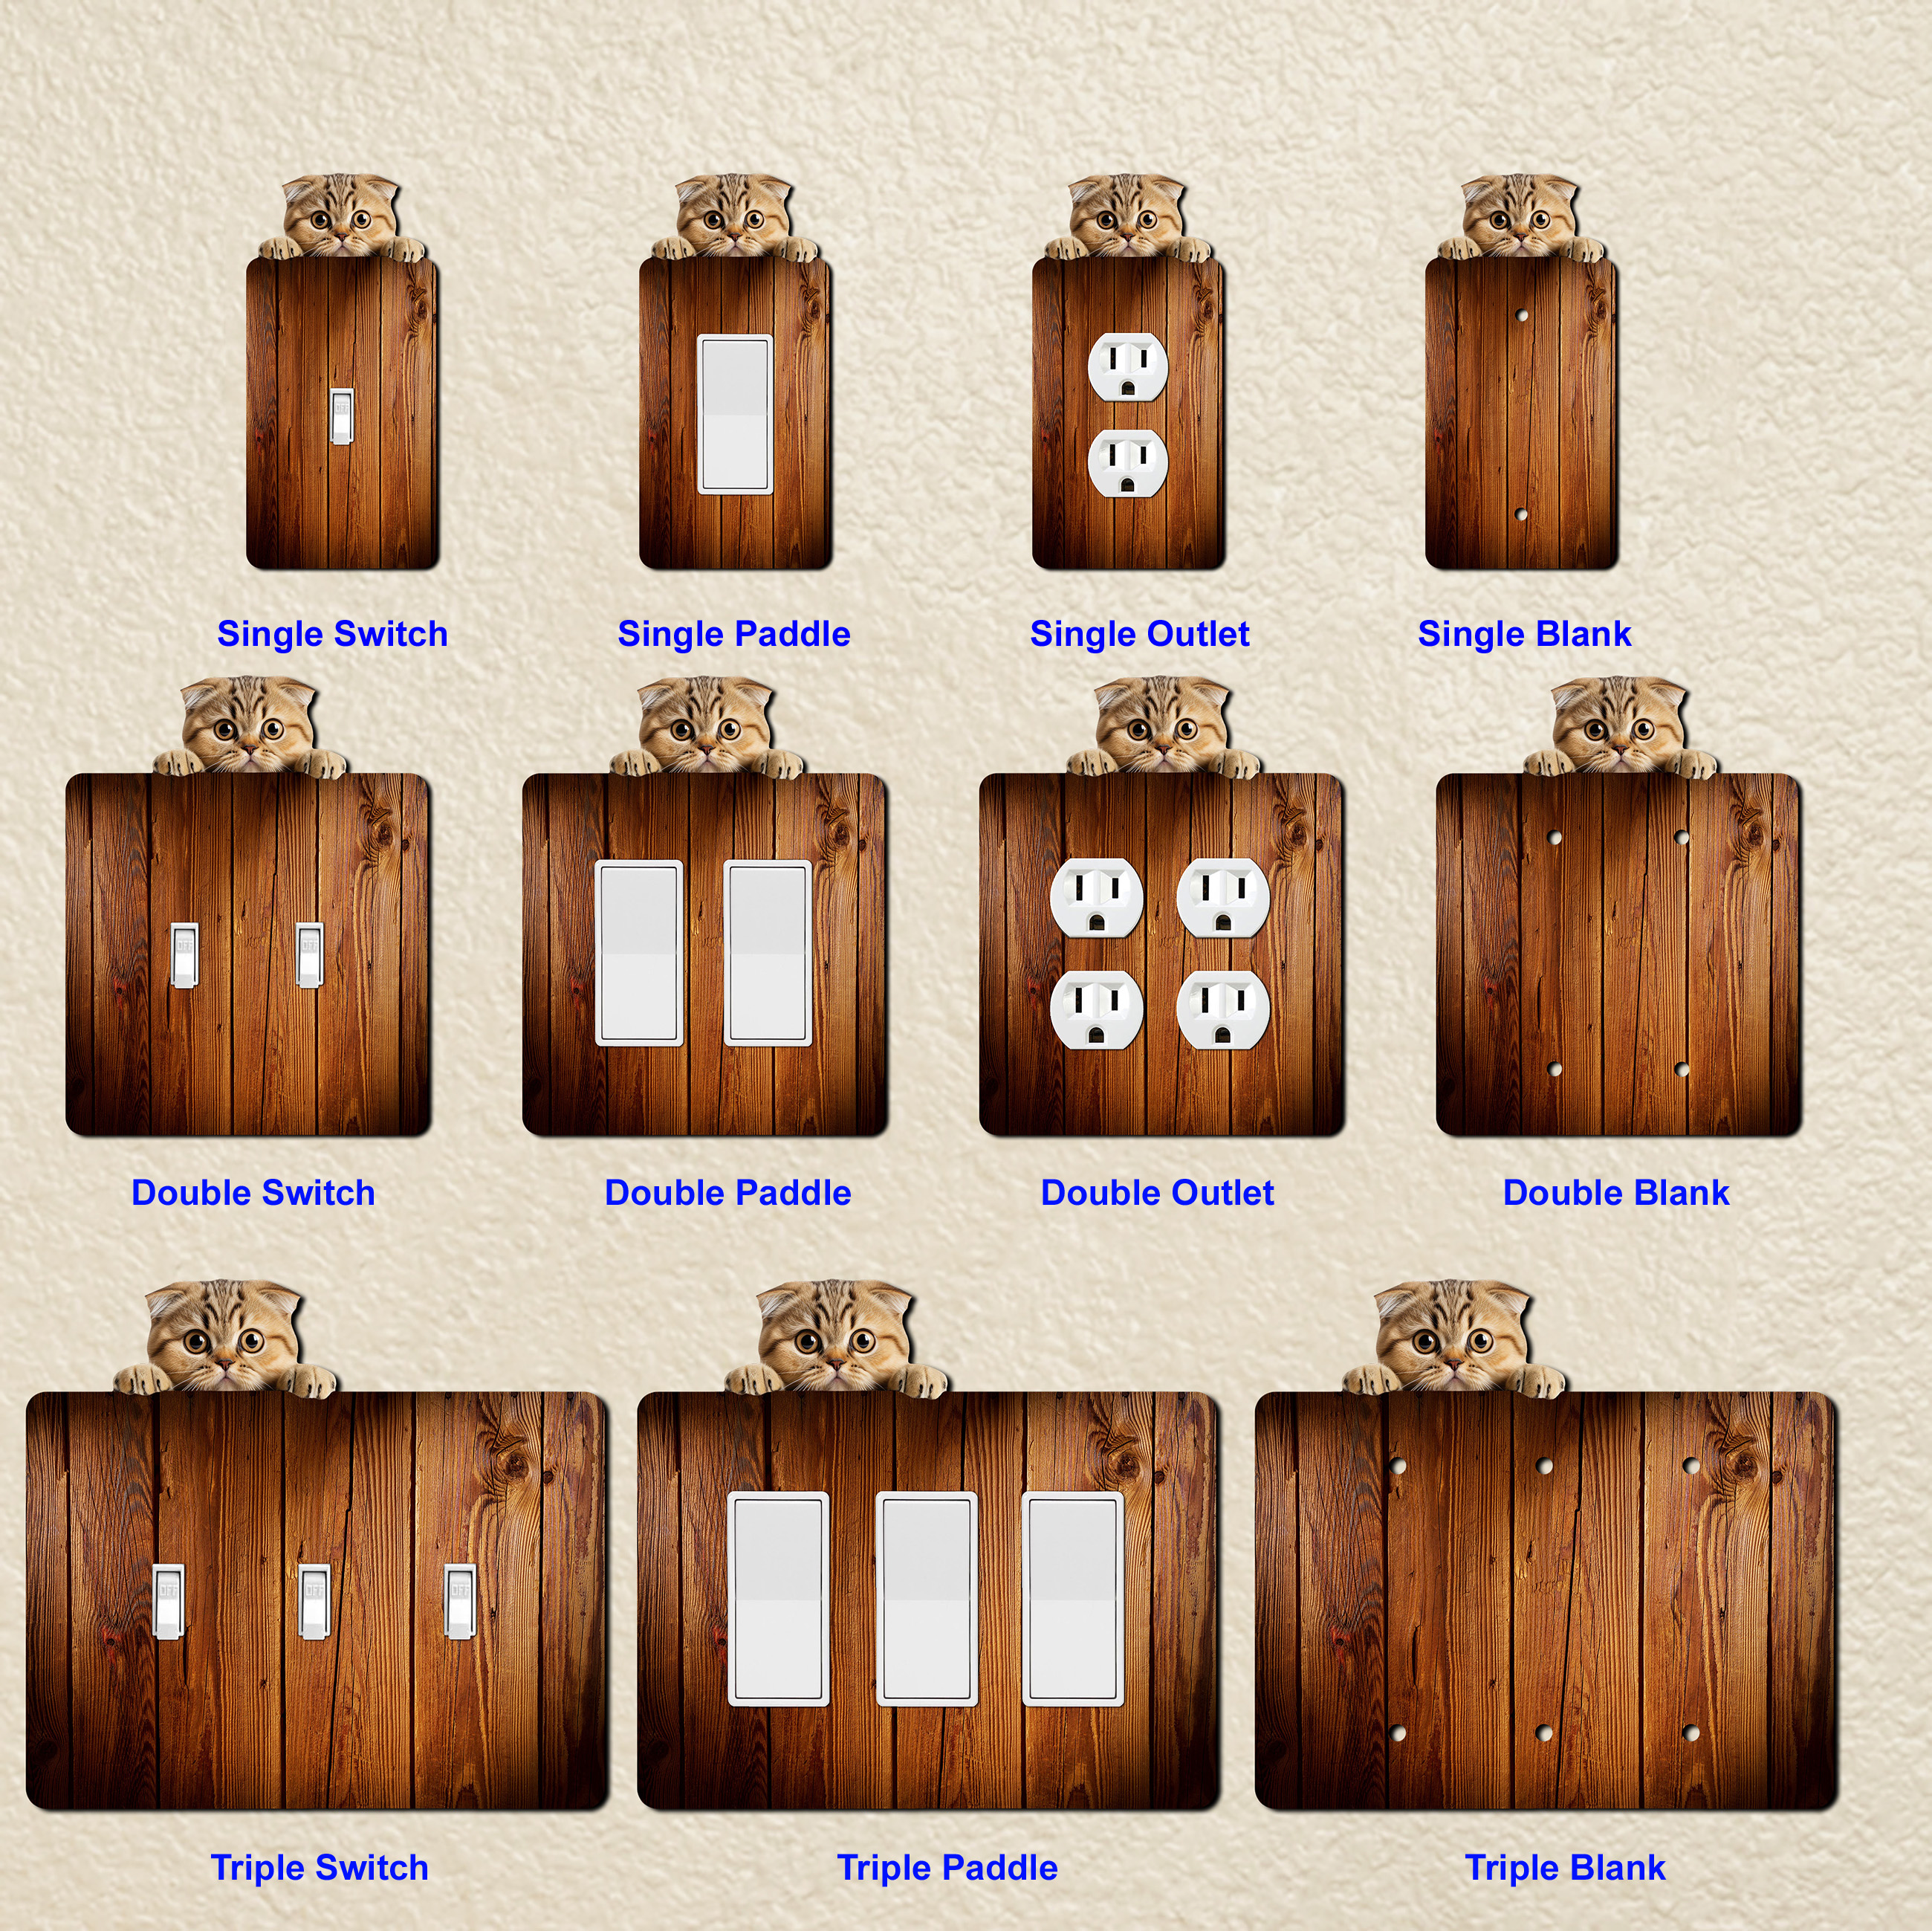 Single Switch
Single Paddle
Single Outlet
Single Blank
OFF
Double Switch
Double Paddle
Double Outlet
Double Blank
OFF
OFF
Triple Switch
Triple Paddle
Triple Blank
OFF
OFF
OFF